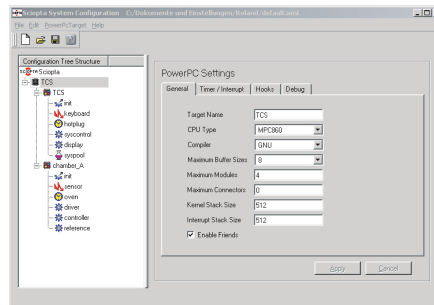 Sciopta System Configuration C:/Dokumente und Einstellungen/Roland/default.xml
File Edit PowerPcTarget Help
Configuration Tree Structure
Sciopta
TCS
TCS
init
keyboard
hotplug
syscontrol
display
syspool
chamber_A
init
sensor
oven
driver
controller
reference
PowerPC Settings
General Timer / Interrupt Hooks Debug
Target Name TCS
CPU Type MPC860
Compiler GNU
Maximum Buffer Sizes 8
Maximum Modules 4
Maximum Connectors 0
Kernel Stack Size 512
Interrupt Stack Size 512
Enable Friends
Apply Cancel